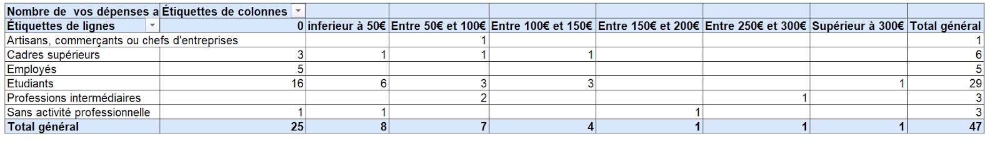 Nombre de  vos dépenses a Étiquettes de colonnes
Étiquettes de lignes 0 inferieur à 50€ Entre 50€ et 100€ Entre 100€ et 150€ Entre 150€ et 200€ Entre 250€ et 300€ Supérieur à 300€ Total général
Artisans, commerçants ou chefs d'entreprises 1 1
Cadres supérieurs 3 1 1 1 6
Employés 5 5
Etudiants 16 6 3 3 1 29
Professions intermédiaires 2 1 3
Sans activité professionnelle 1 1 1 3
Total général 25 8 7 4 1 1 1 47